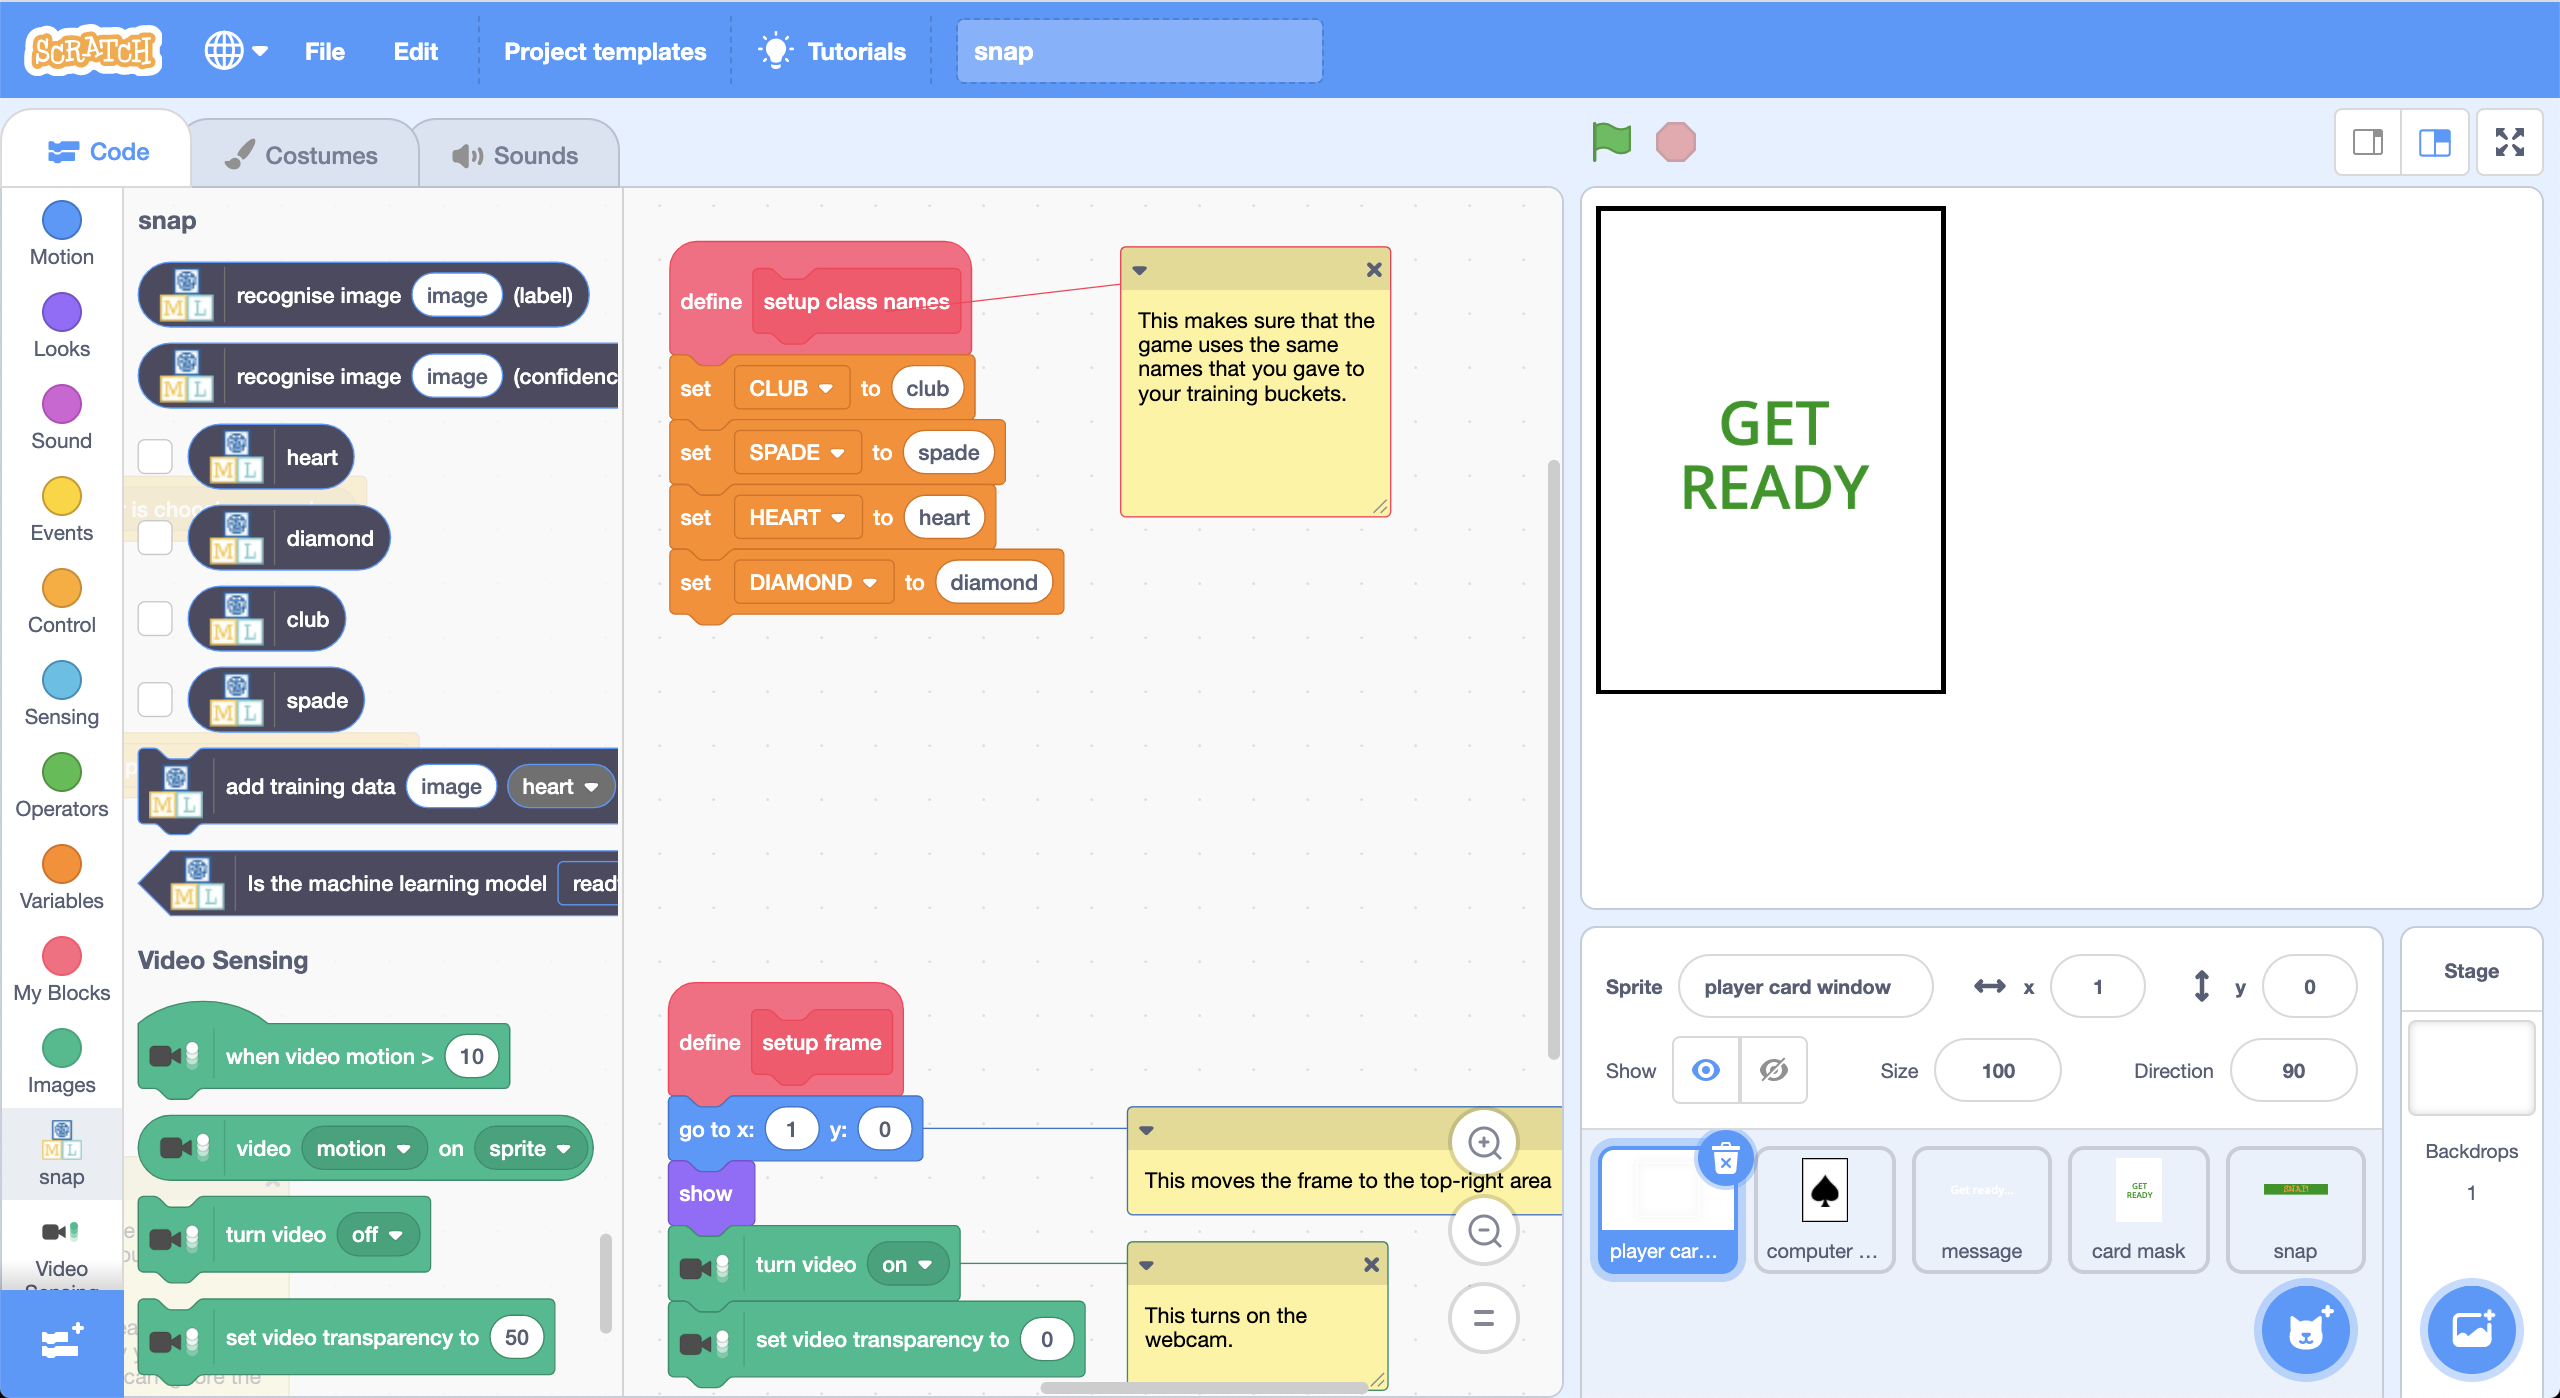 SCRATCH
File
Edit
Project templates
Tutorials
snap
Code
Costumes
Sounds
Motion
Looks
Sound
Events
Control
Sensing
Operators
Variables
My Blocks
Images
snap
Video
snap
recognise image image (label)
recognise image image (confidenc
heart
diamond
club
spade
add training data image heart
Is the machine learning model read
Video Sensing
when video motion > 10
video motion on sprite
turn video off
set video transparency to 50
define setup class names
set CLUB to club
set SPADE to spade
set HEART to heart
set DIAMOND to diamond
This makes sure that the
game uses the same
names that you gave to
your training buckets.
define setup frame
go to x: 1 y: 0
show
turn video on
set video transparency to 0
This moves the frame to the top-right area
This turns on the
webcam.
GET
READY
Sprite player card window x 1 y 0
Show Size 100 Direction 90
player car...
computer ...
Get ready...
message
GET
READY
card mask
SNAP!
snap
Stage
Backdrops
1